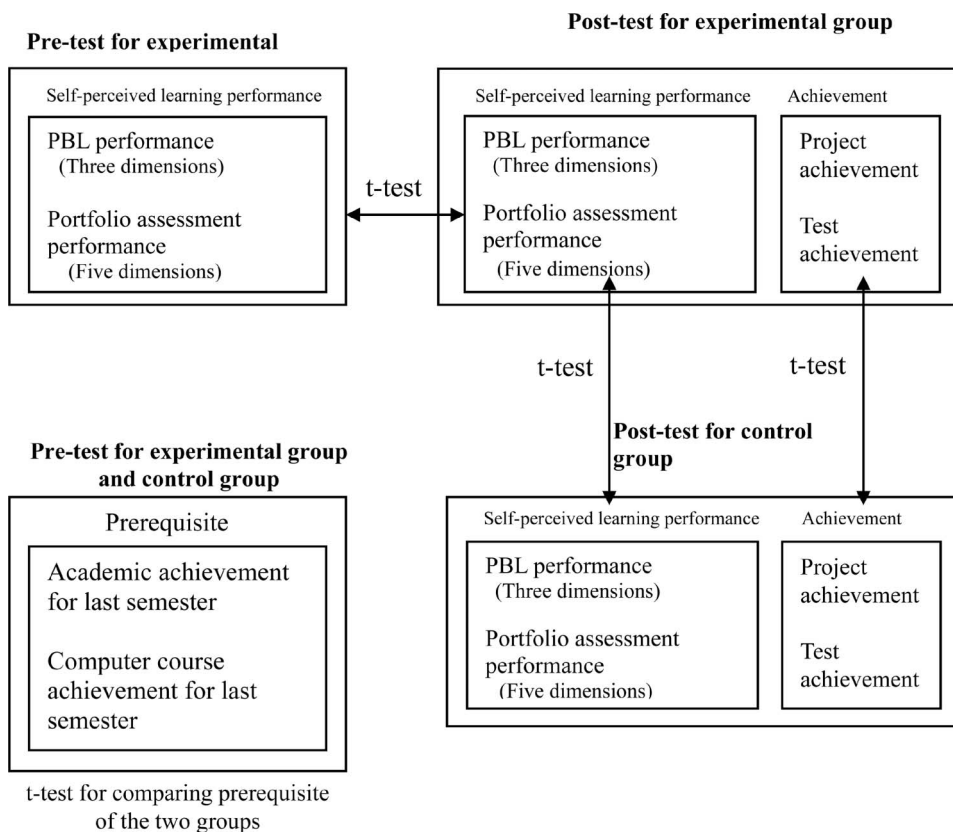 Pre-test for experimental
Self-perceived learning performance
PBL performance
(Three dimensions)
Portfolio assessment
performance
(Five dimensions)
t-test
Post-test for experimental group
Self-perceived learning performance
PBL performance
(Three dimensions)
Portfolio assessment
performance
(Five dimensions)
Achievement
Project
achievement
Test
achievement
t-test
t-test
Pre-test for experimental group
and control group
Prerequisite
Academic achievement
for last semester
Computer course
achievement for last
semester
t-test for comparing prerequisite
of the two groups
Post-test for control
group
Self-perceived learning performance
PBL performance
(Three dimensions)
Portfolio assessment
performance
(Five dimensions)
Achievement
Project
achievement
Test
achievement